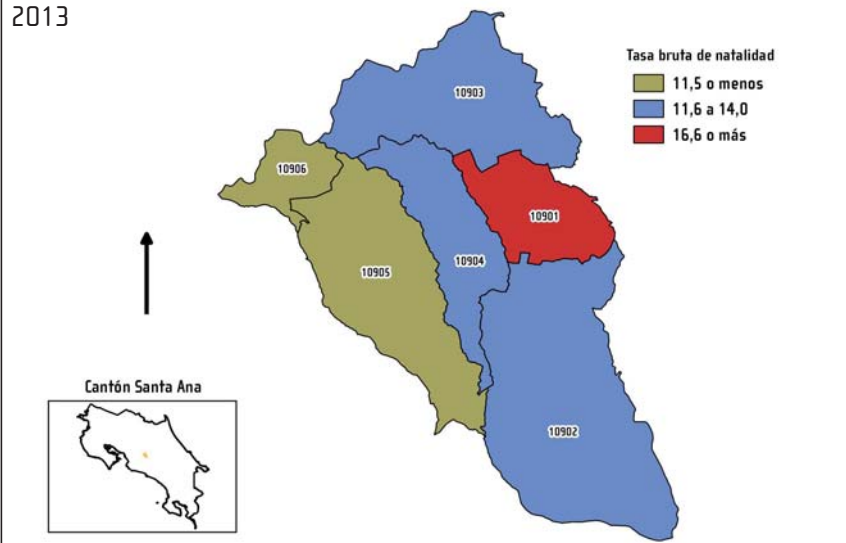 2013
Tasa bruta de natalidad
11,5 o menos
11,6 a 14,0
16,6 o más
10903
10906
10901
10904
10905
10902
Cantón Santa Ana